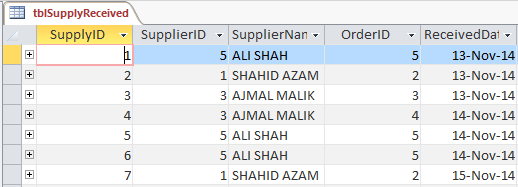 tblSupplyReceived
SupplyID SupplierID SupplierNan OrderID ReceivedDat
1 5 ALI SHAH 5 13-Nov-14
2 1 SHAHID AZAM 2 13-Nov-14
3 3 AJMAL MALIK 3 13-Nov-14
4 3 AJMAL MALIK 4 14-Nov-14
5 5 ALI SHAH 5 14-Nov-14
6 5 ALI SHAH 5 14-Nov-14
7 1 SHAHID AZAM 2 15-Nov-14